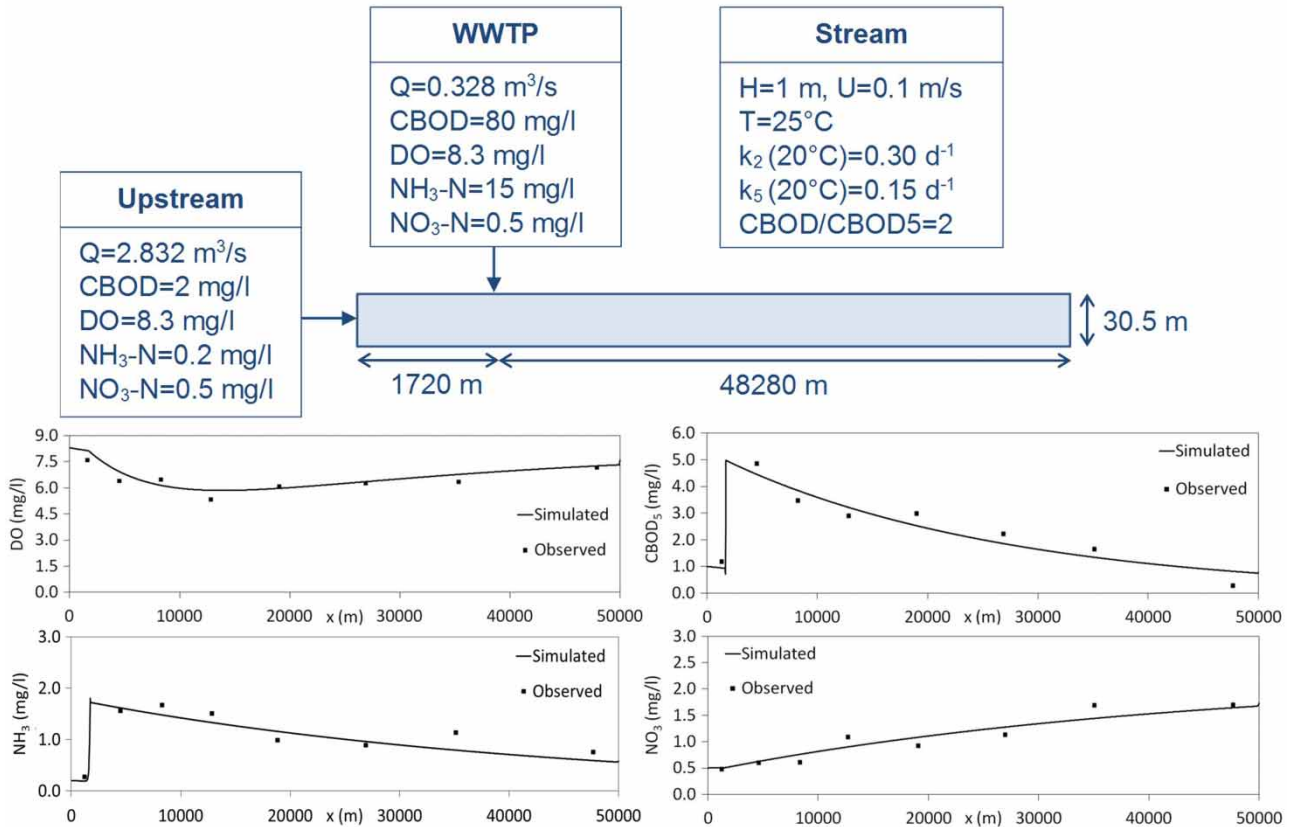 WWTP
Q=0.328 m³/s
CBOD=80 mg/l
DO=8.3 mg/l
NH₃-N=15 mg/l
NO₃-N=0.5 mg/l
Stream
H=1 m, U=0.1 m/s
T=25°C
k₂ (20°C)=0.30 d⁻¹
k₅ (20°C)=0.15 d⁻¹
CBOD/CBOD5=2
Upstream
Q=2.832 m³/s
CBOD=2 mg/l
DO=8.3 mg/l
NH₃-N=0.2 mg/l
NO₃-N=0.5 mg/l
30.5 m
1720 m
48280 m
DO (mg/l)
9.0
7.5
6.0
4.5
3.0
1.5
0.0
Simulated
Observed
0 10000 20000 x (m) 30000 40000 50000
CBOD₅ (mg/l)
6.0
5.0
4.0
3.0
2.0
1.0
0.0
Simulated
Observed
0 10000 20000 x (m) 30000 40000 50000
NH₃ (mg/l)
3.0
2.0
1.0
0.0
Simulated
Observed
0 10000 20000 x (m) 30000 40000 50000
NO₃ (mg/l)
3.0
2.5
2.0
1.5
1.0
0.5
0.0
Simulated
Observed
0 10000 20000 x (m) 30000 40000 50000